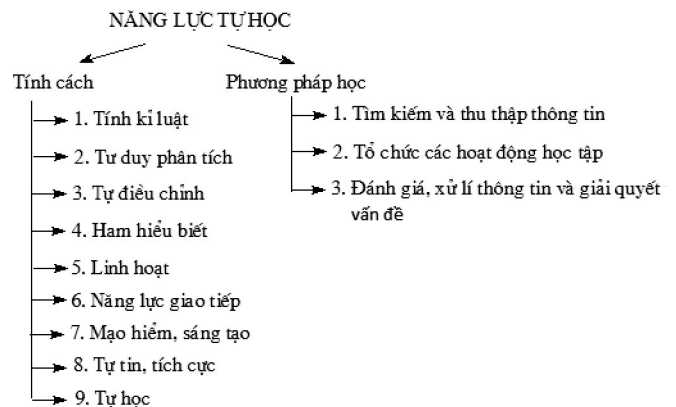 NĂNG LỰC TỰ HỌC
Tính cách
1. Tính kỉ luật
2. Tư duy phân tích
3. Tự điều chỉnh
4. Ham hiểu biết
5. Linh hoạt
6. Năng lực giao tiếp
7. Mạo hiểm, sáng tạo
8. Tự tin, tích cực
9. Tự học
Phương pháp học
1. Tìm kiếm và thu thập thông tin
2. Tổ chức các hoạt động học tập
3. Đánh giá, xử lí thông tin và giải quyết
vấn đề